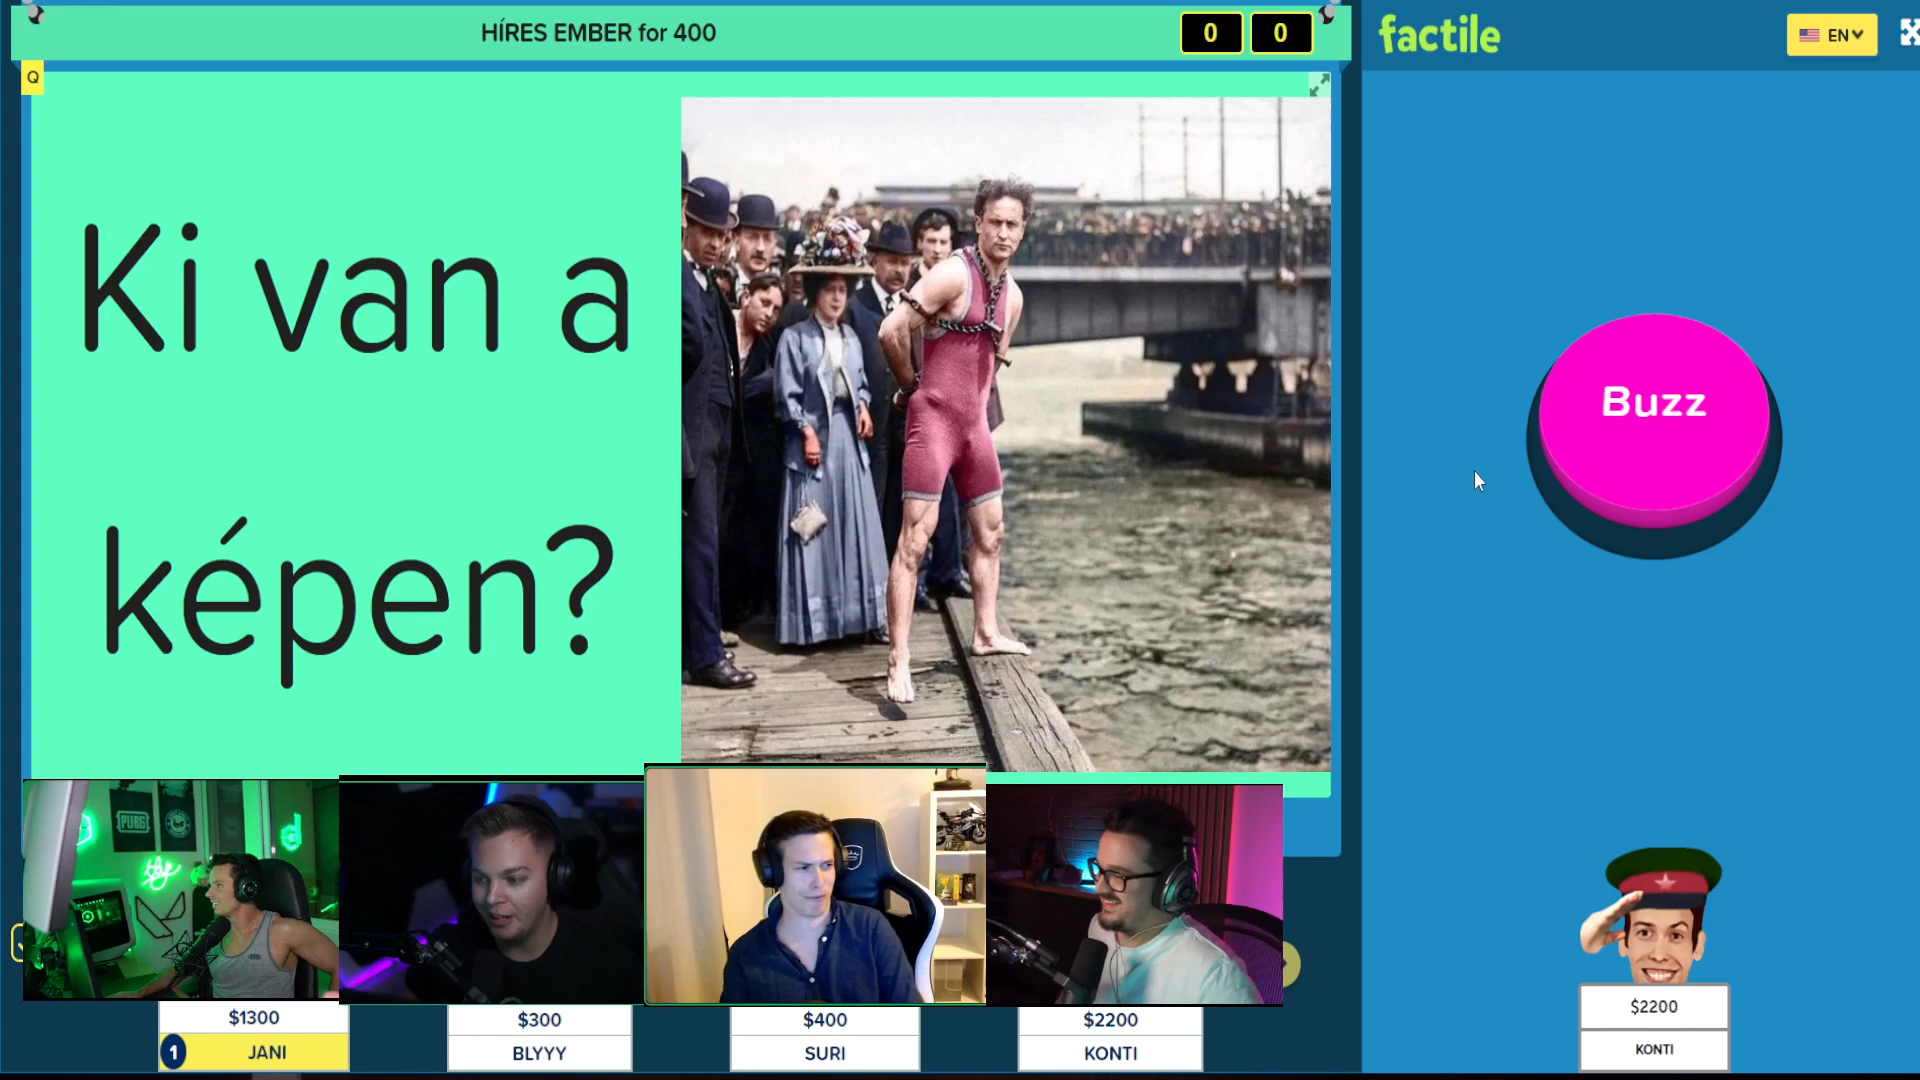 HÍRES EMBER for 400
0
0
factile
EN
Q
Ki van a
képen?
Buzz
PUBG
$1300
$300
$400
$2200
$2200
1
JANI
BLYYY
SURI
KONTI
KONTI